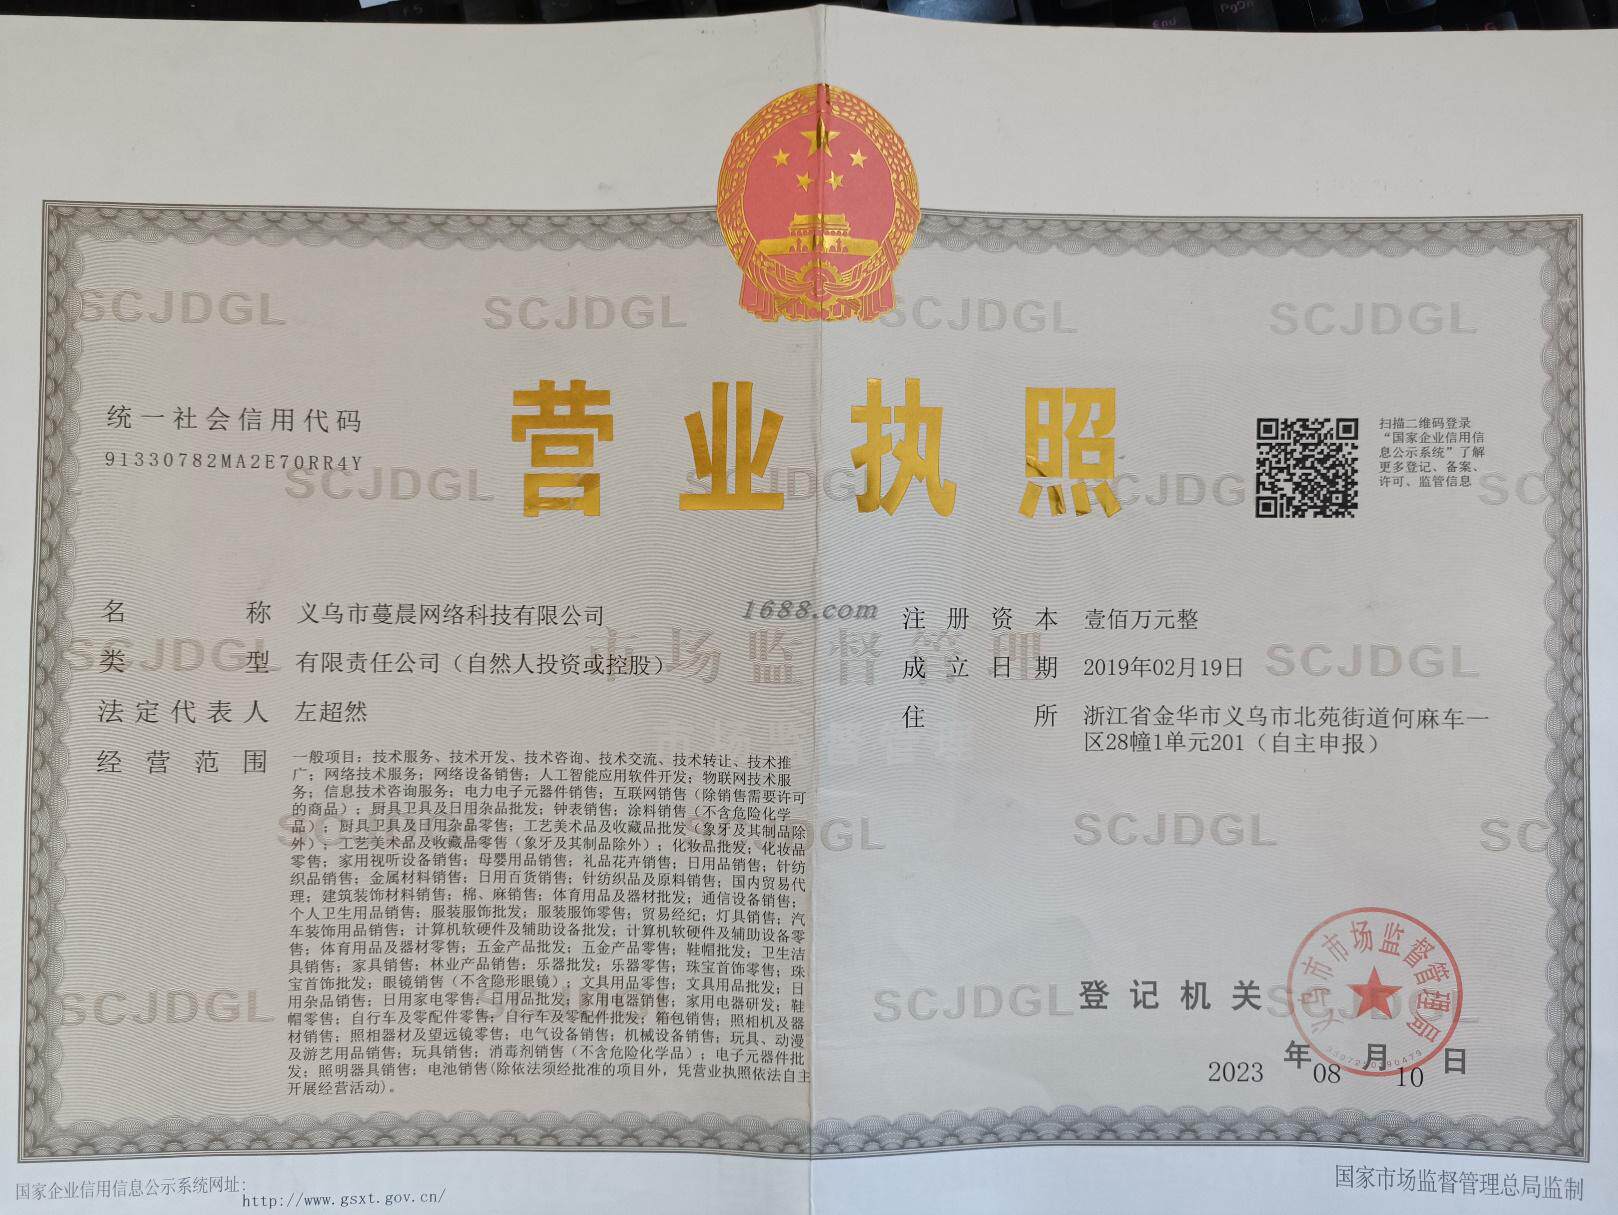 营业执照
统一社会信用代码
91330782MA2E70RR4Y
扫描二维码登录
“国家企业信用信
息公示系统”了解
更多登记、备案、
许可、监管信息
名称 义乌市蔓晨网络科技有限公司
类型 有限责任公司（自然人投资或控股）
法定代表人 左超然
经营范围 一般项目：技术服务、技术开发、技术咨询、技术交流、技术转让、技术推
广；网络技术服务；网络设备销售；人工智能应用软件开发；物联网技术服
务；信息技术咨询服务；电力电子元器件销售；互联网销售（除销售需要许可
的商品）；厨具卫具及日用杂品批发；钟表销售；涂料销售（不含危险化学
品）；厨具卫具及日用杂品零售；工艺美术品及收藏品批发（象牙及其制品除
外）；工艺美术品及收藏品零售（象牙及其制品除外）；化妆品批发；化妆品
零售；家用视听设备销售；母婴用品销售；礼品花卉销售；日用品销售；针纺
织品销售；金属材料销售；日用百货销售；针纺织品及原料销售；国内贸易代
理；建筑装饰材料销售；棉、麻销售；体育用品及器材批发；通信设备销售；
个人卫生用品销售；服装服饰批发；服装服饰零售；贸易经纪；灯具销售；汽
车装饰用品销售；计算机软硬件及辅助设备批发；计算机软硬件及辅助设备零
售；体育用品及器材零售；五金产品批发；五金产品零售；鞋帽批发；卫生洁
具销售；家具销售；林业产品销售；乐器批发；乐器零售；珠宝首饰零售；珠
宝首饰批发；眼镜销售（不含隐形眼镜）；文具用品零售；文具用品批发；日
用杂品销售；日用家电零售；日用品批发；家用电器销售；家用电器研发；鞋
帽零售；自行车及零配件零售；自行车及零配件批发；箱包销售；照相机及器
材销售；照相器材及望远镜零售；电气设备销售；机械设备销售；玩具、动漫
及游艺用品销售；玩具销售；消毒剂销售（不含危险化学品）；电子元器件批
发；照明器具销售；电池销售(除依法须经批准的项目外，凭营业执照依法自主
开展经营活动)。
1688.com
注册资本 壹佰万元整
成立日期 2019年02月19日
住所 浙江省金华市义乌市北苑街道何麻车一
区28幢1单元201（自主申报）
登记机关
义乌市市场监督管理局
2023年08月10日
国家企业信用信息公示系统网址:
http://www.gsxt.gov.cn/
国家市场监督管理总局监制
SCJDGL
市场监督管理